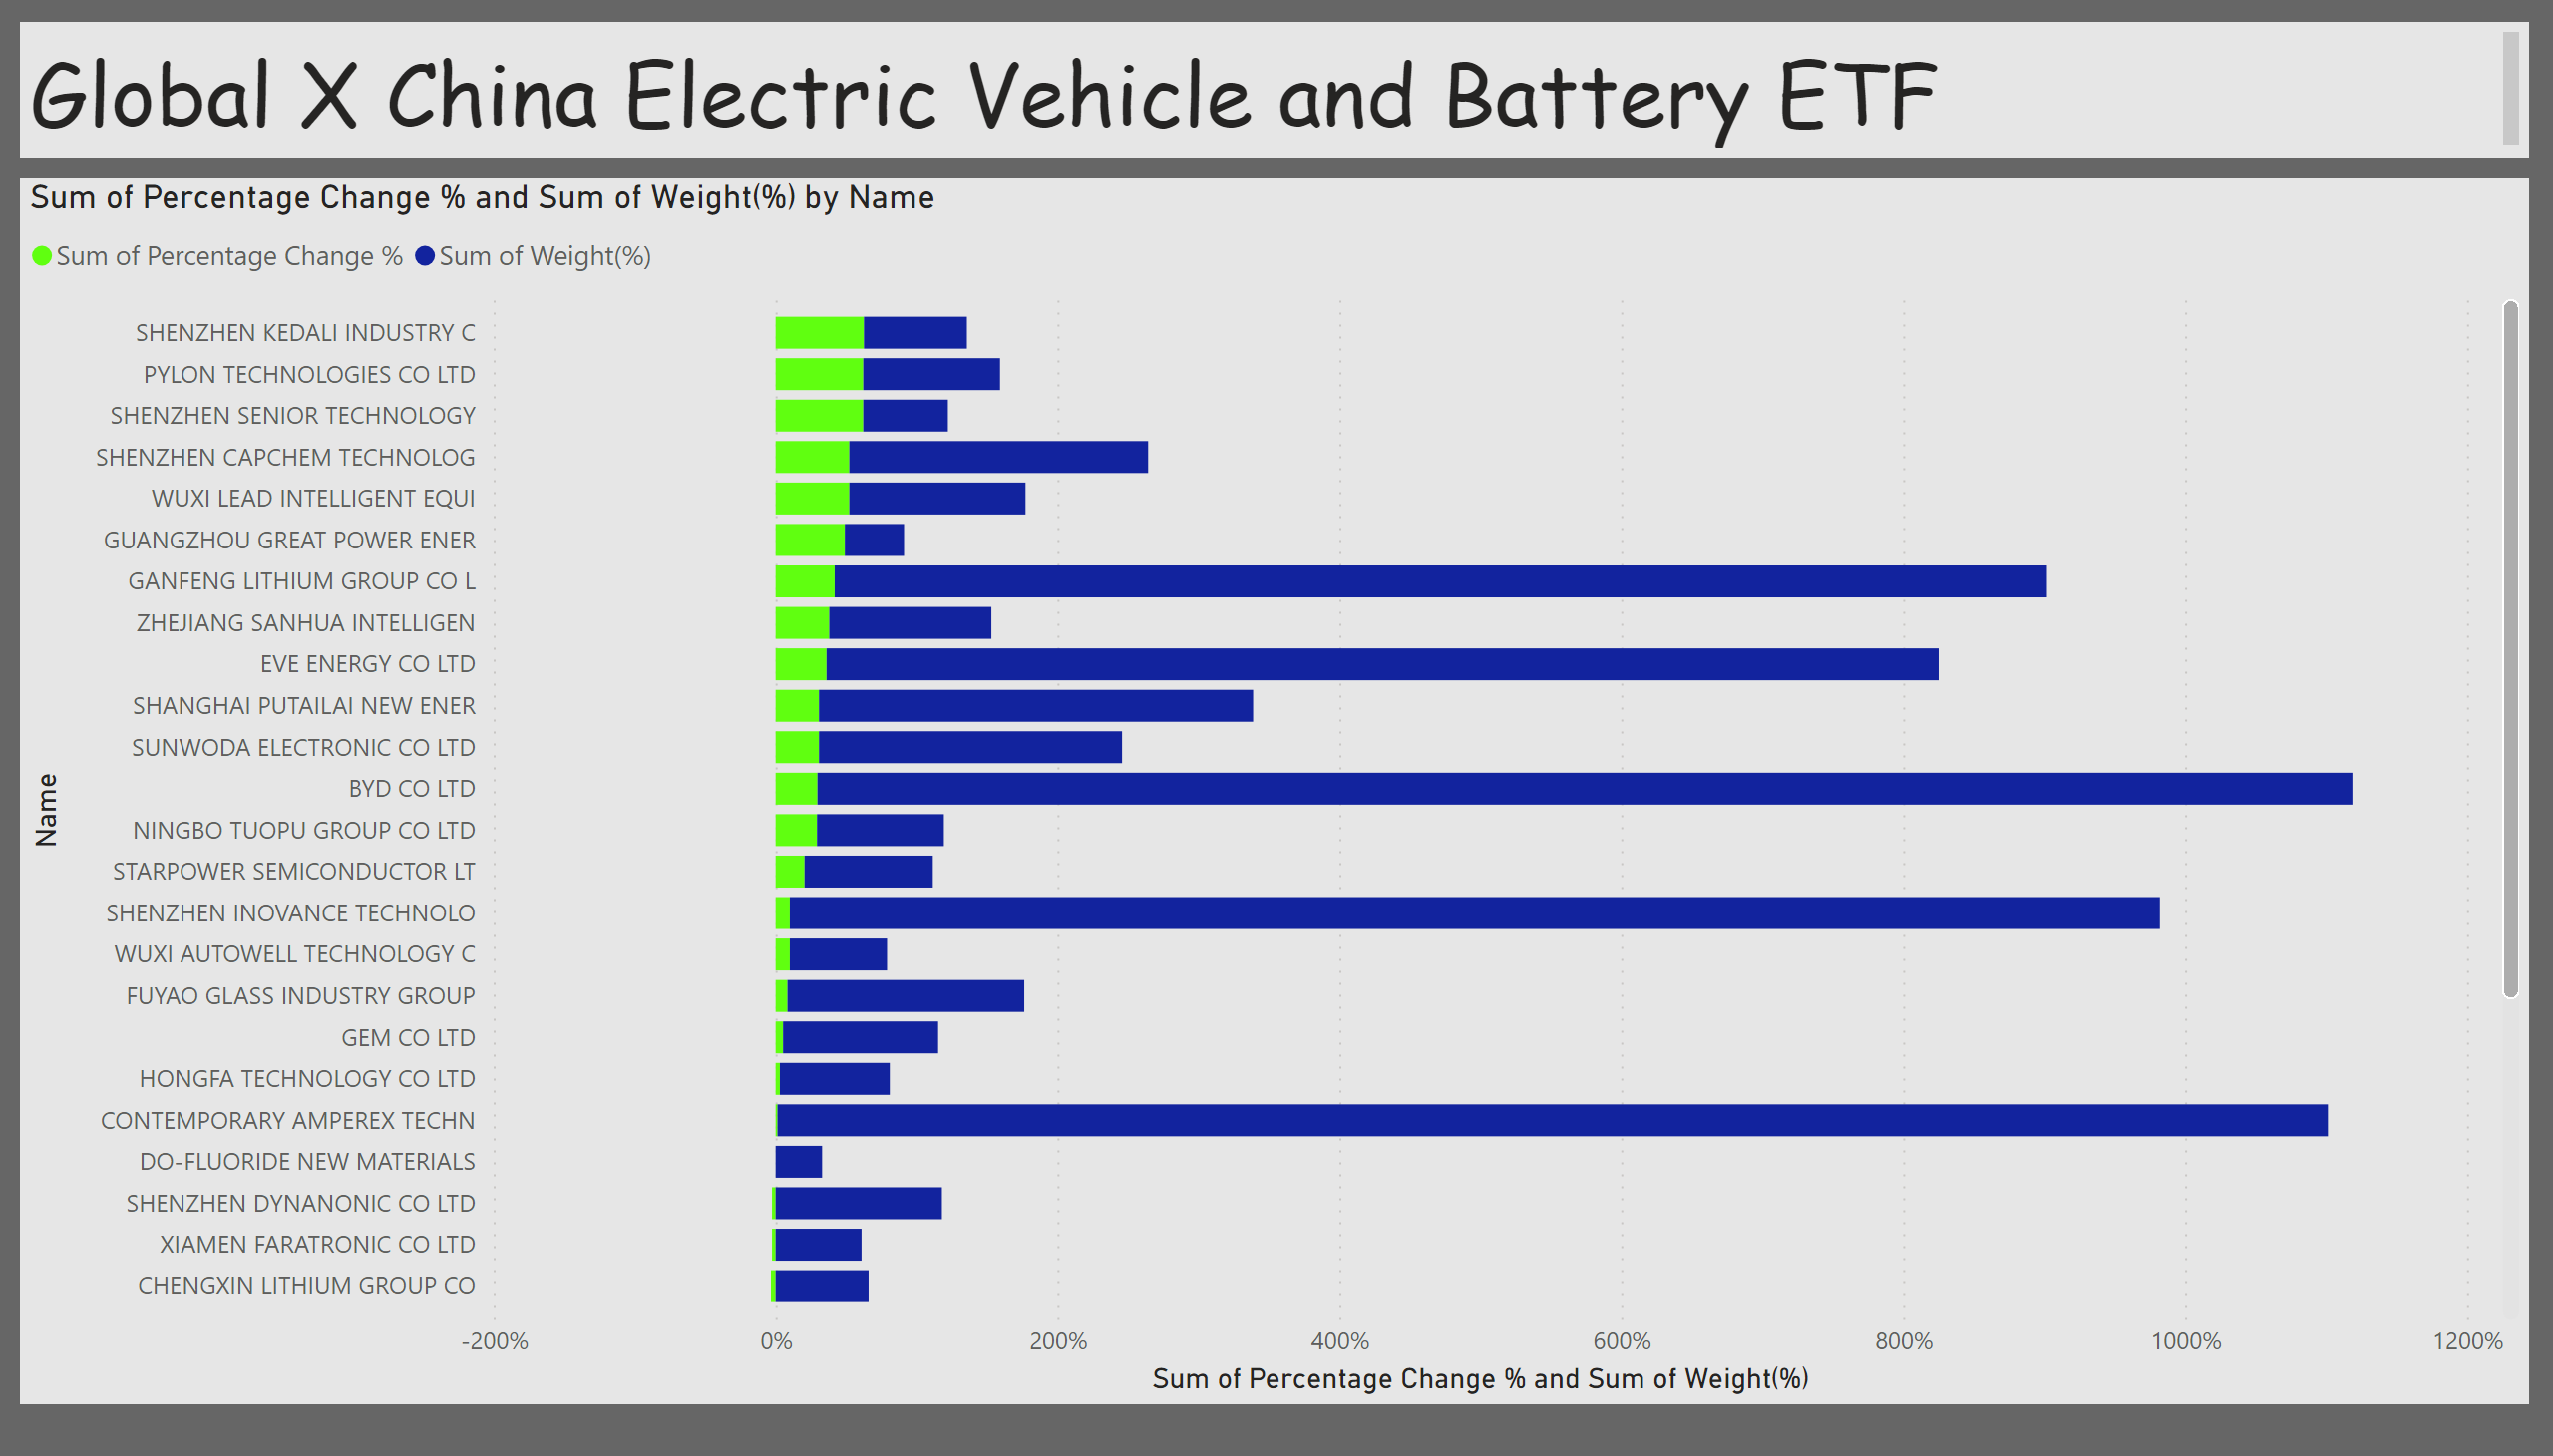 Global X China Electric Vehicle and Battery ETF
Sum of Percentage Change % and Sum of Weight(%) by Name
Sum of Percentage Change % Sum of Weight(%)
SHENZHEN KEDALI INDUSTRY C
PYLON TECHNOLOGIES CO LTD
SHENZHEN SENIOR TECHNOLOGY
SHENZHEN CAPCHEM TECHNOLOG
WUXI LEAD INTELLIGENT EQUI
GUANGZHOU GREAT POWER ENER
GANFENG LITHIUM GROUP CO L
ZHEJIANG SANHUA INTELLIGEN
EVE ENERGY CO LTD
SHANGHAI PUTAILAI NEW ENER
SUNWODA ELECTRONIC CO LTD
BYD CO LTD
NINGBO TUOPU GROUP CO LTD
STARPOWER SEMICONDUCTOR LT
SHENZHEN INOVANCE TECHNOLO
WUXI AUTOWELL TECHNOLOGY C
FUYAO GLASS INDUSTRY GROUP
GEM CO LTD
HONGFA TECHNOLOGY CO LTD
CONTEMPORARY AMPEREX TECHN
DO-FLUORIDE NEW MATERIALS
SHENZHEN DYNANONIC CO LTD
XIAMEN FARATRONIC CO LTD
CHENGXIN LITHIUM GROUP CO
Name
-200% 0% 200% 400% 600% 800% 1000% 1200%
Sum of Percentage Change % and Sum of Weight(%)